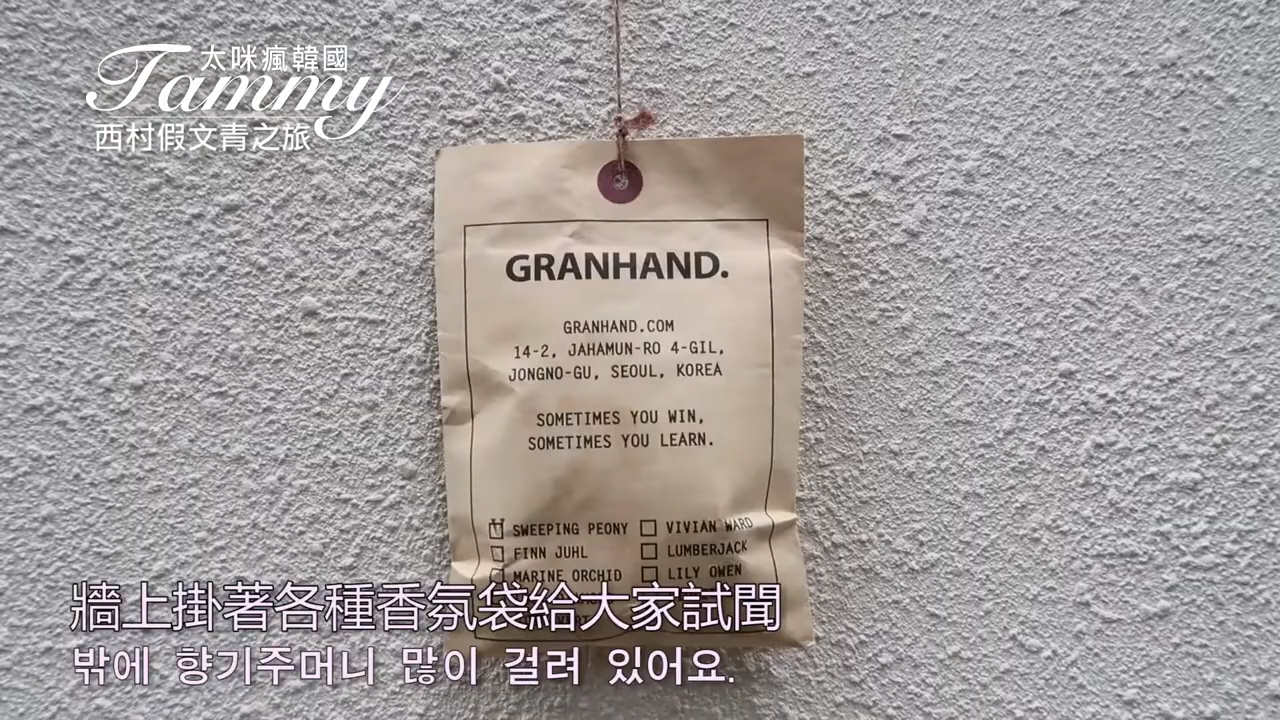 太咪瘋韓國
Tammy
西村假文青之旅
GRANHAND.
GRANHAND.COM
14-2, JAHAMUN-RO 4-GIL,
JONGNO-GU, SEOUL, KOREA
SOMETIMES YOU WIN,
SOMETIMES YOU LEARN.
SWEEPING PEONY VIVIAN WARD
FINN JUHL LUMBERJACK
MARINE ORCHID LILY OWEN
牆上掛著各種香氛袋給大家試聞
밖에 향기주머니 많이 걸려 있어요.